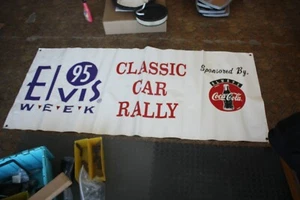 Elvis
95
WEEK
CLASSIC
CAR
RALLY
Sponsored By.
Coca-Cola